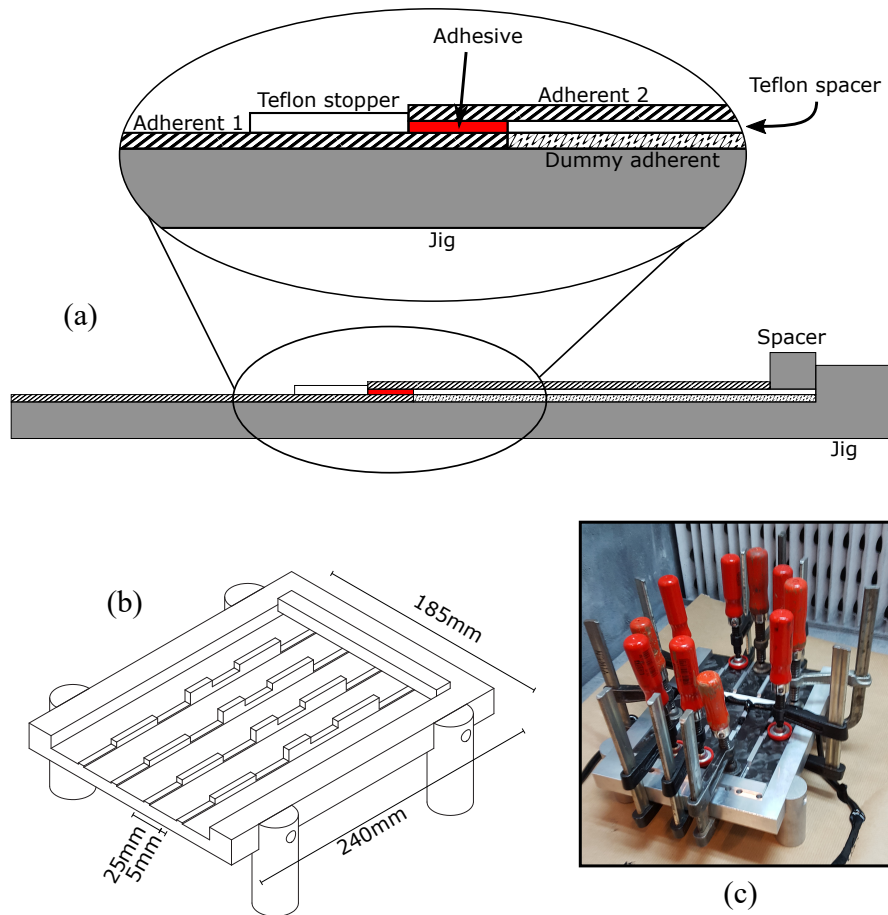 Adhesive
Teflon spacer
Teflon stopper
Adherent 2
Adherent 1
Dummy adherent
Jig
(a)
Spacer
Jig
(b)
185mm
240mm
25mm
5mm
(c)